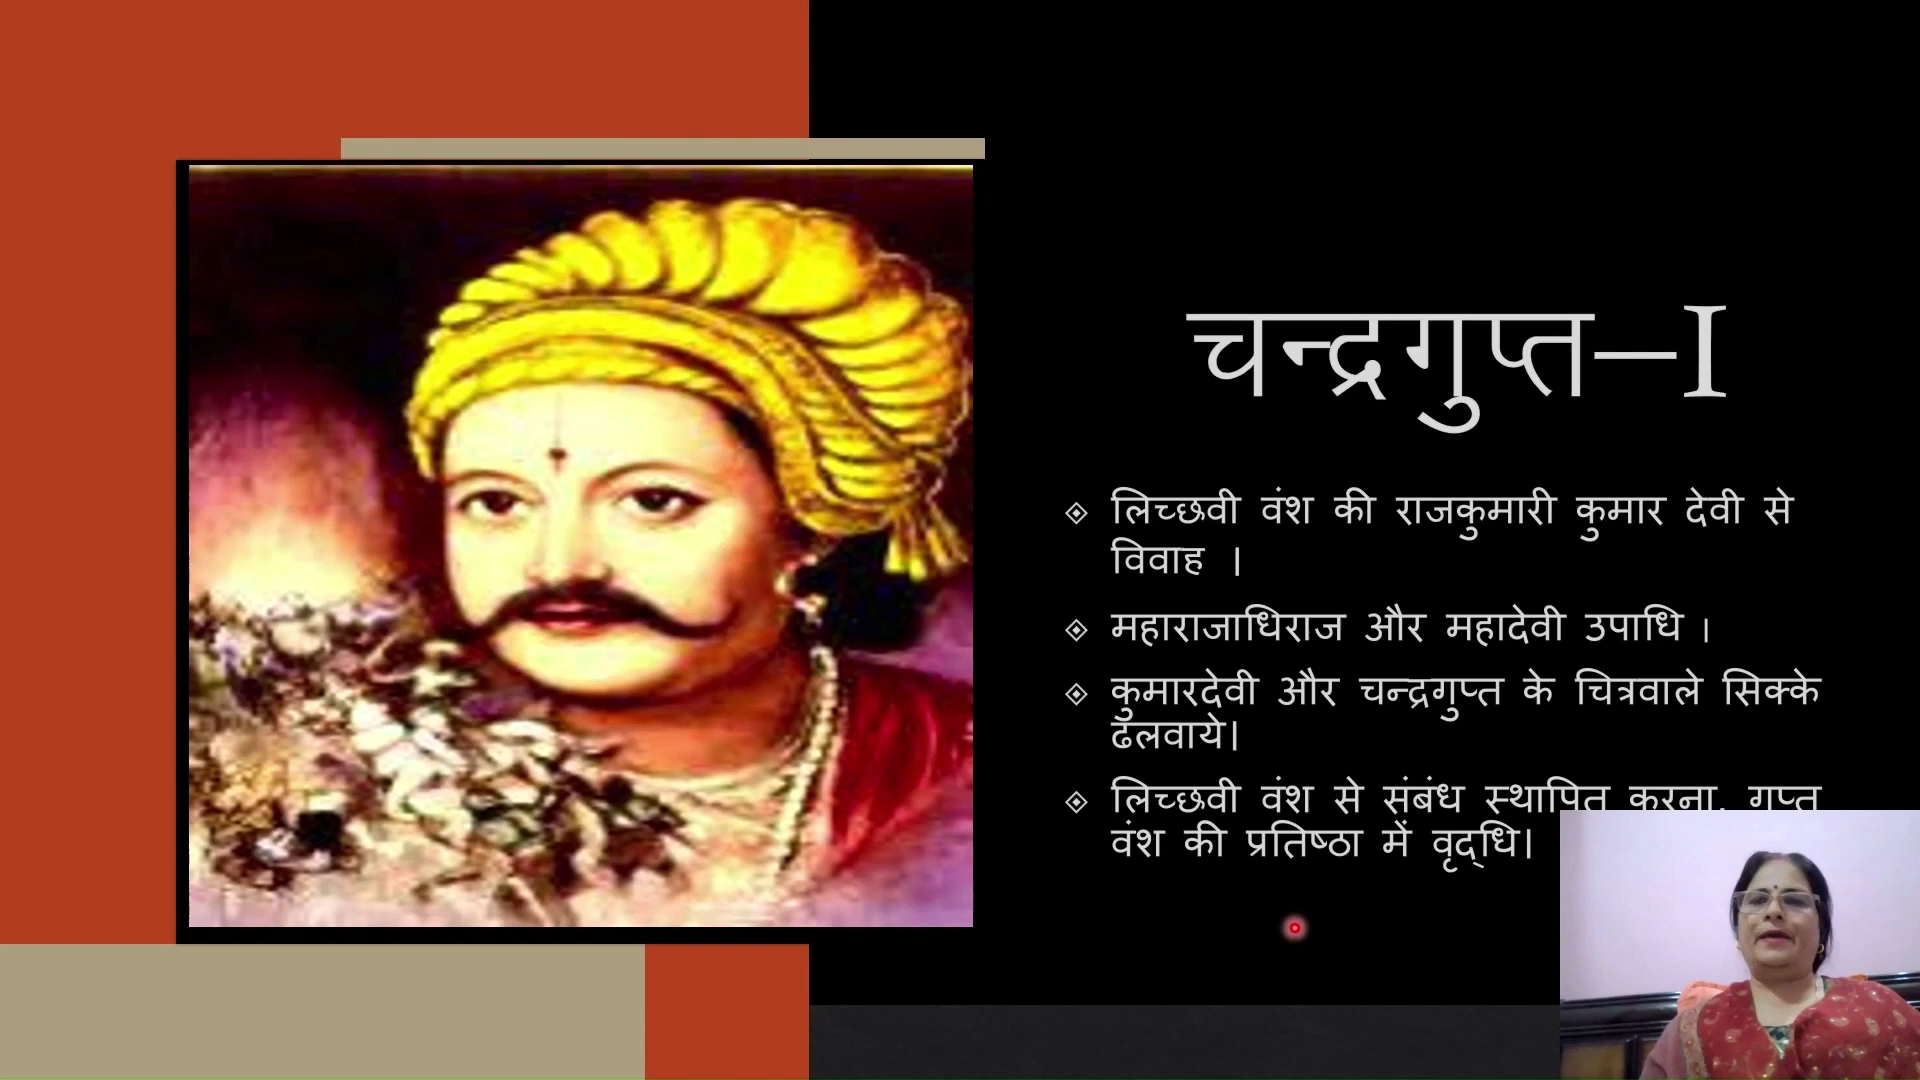 चन्द्रगुप्त–I
लिच्छवी वंश की राजकुमारी कुमार देवी से
विवाह ।
महाराजाधिराज और महादेवी उपाधि ।
कुमारदेवी और चन्द्रगुप्त के चित्रवाले सिक्के
ढलवाये।
लिच्छवी वंश से संबंध स्थापित करना, गुप्त
वंश की प्रतिष्ठा में वृद्धि।